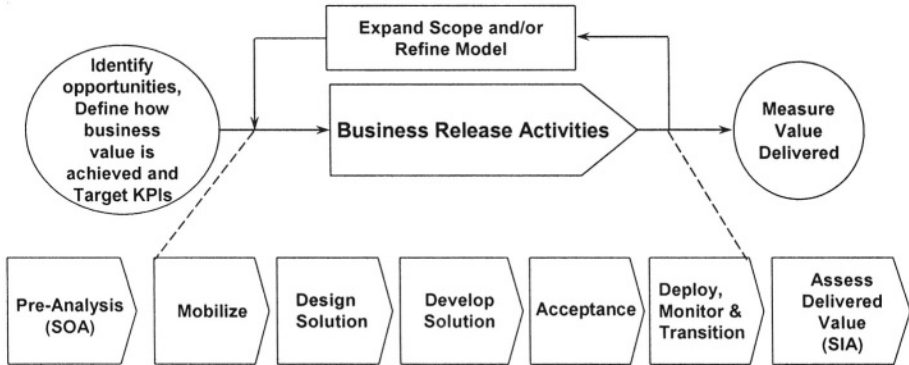 Expand Scope and/or
Refine Model
Identify
opportunities,
Define how
business
value is
achieved and
Target KPIs
Business Release Activities
Measure
Value
Delivered
Pre-Analysis
(SOA)
Mobilize
Design
Solution
Develop
Solution
Acceptance
Deploy,
Monitor &
Transition
Assess
Delivered
Value
(SIA)